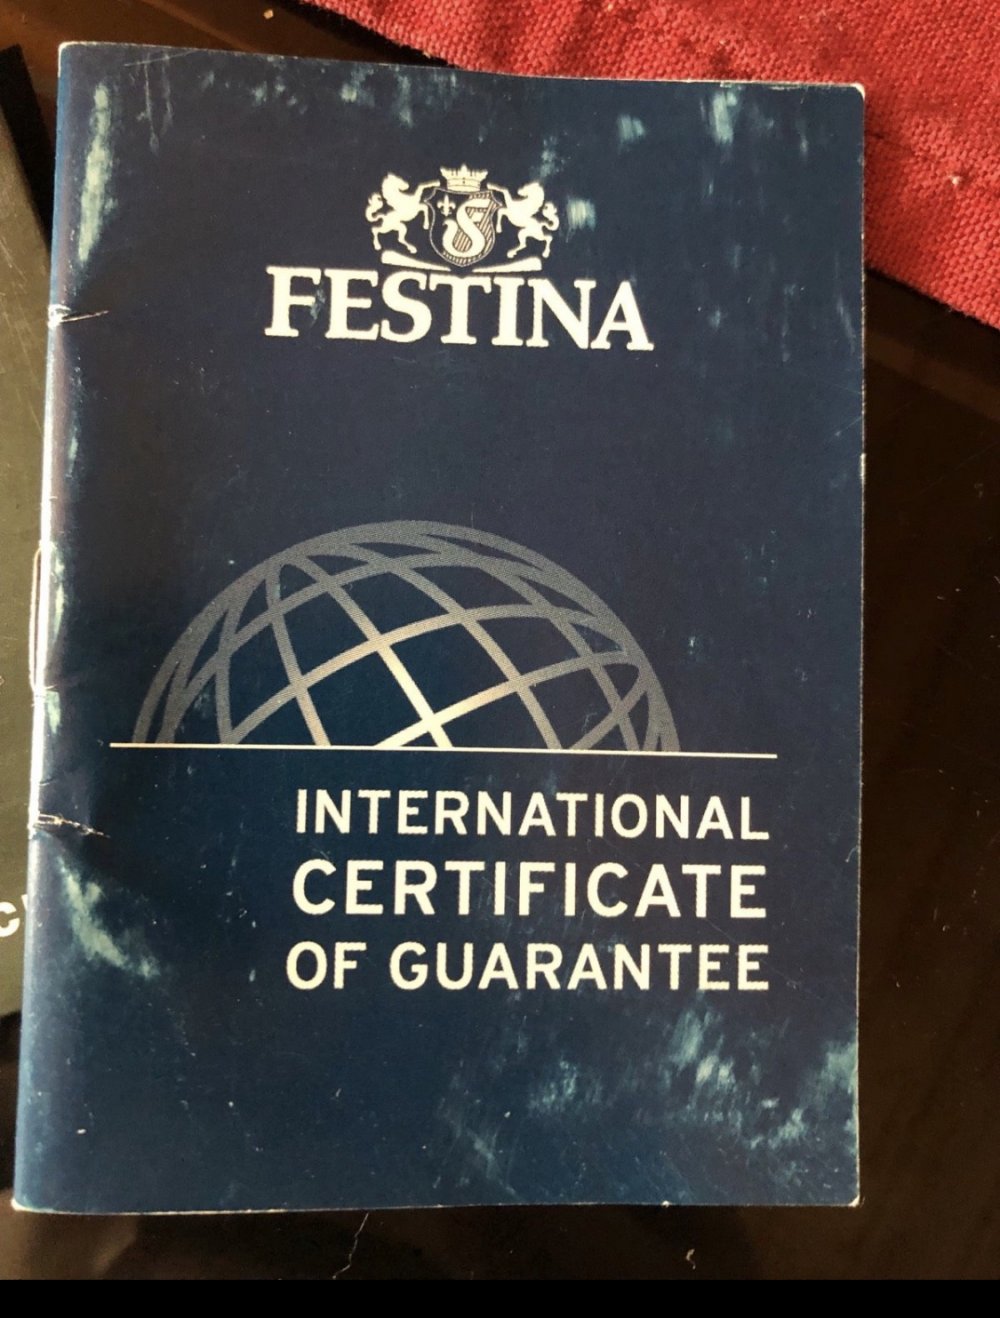 FESTINA
INTERNATIONAL
CERTIFICATE
OF GUARANTEE